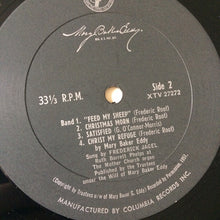 Mary Baker Eddy
33⅓ R.P.M.
Side 2
XTV 27272
Band 1. "FEED MY SHEEP" (Frederic Root)
2. CHRISTMAS MORN (Frederic Root)
3. SATISFIED (G. O'Connor-Morris)
4. CHRIST MY REFUGE (Frederic Root)
by Mary Baker Eddy
Sung by FREDERICK JAGEL
Ruth Barrett Phelps at
The Mother Church organ
Published by the Trustees
under the Will of Mary Baker Eddy
MANUFACTURED BY COLUMBIA RECORDS INC.